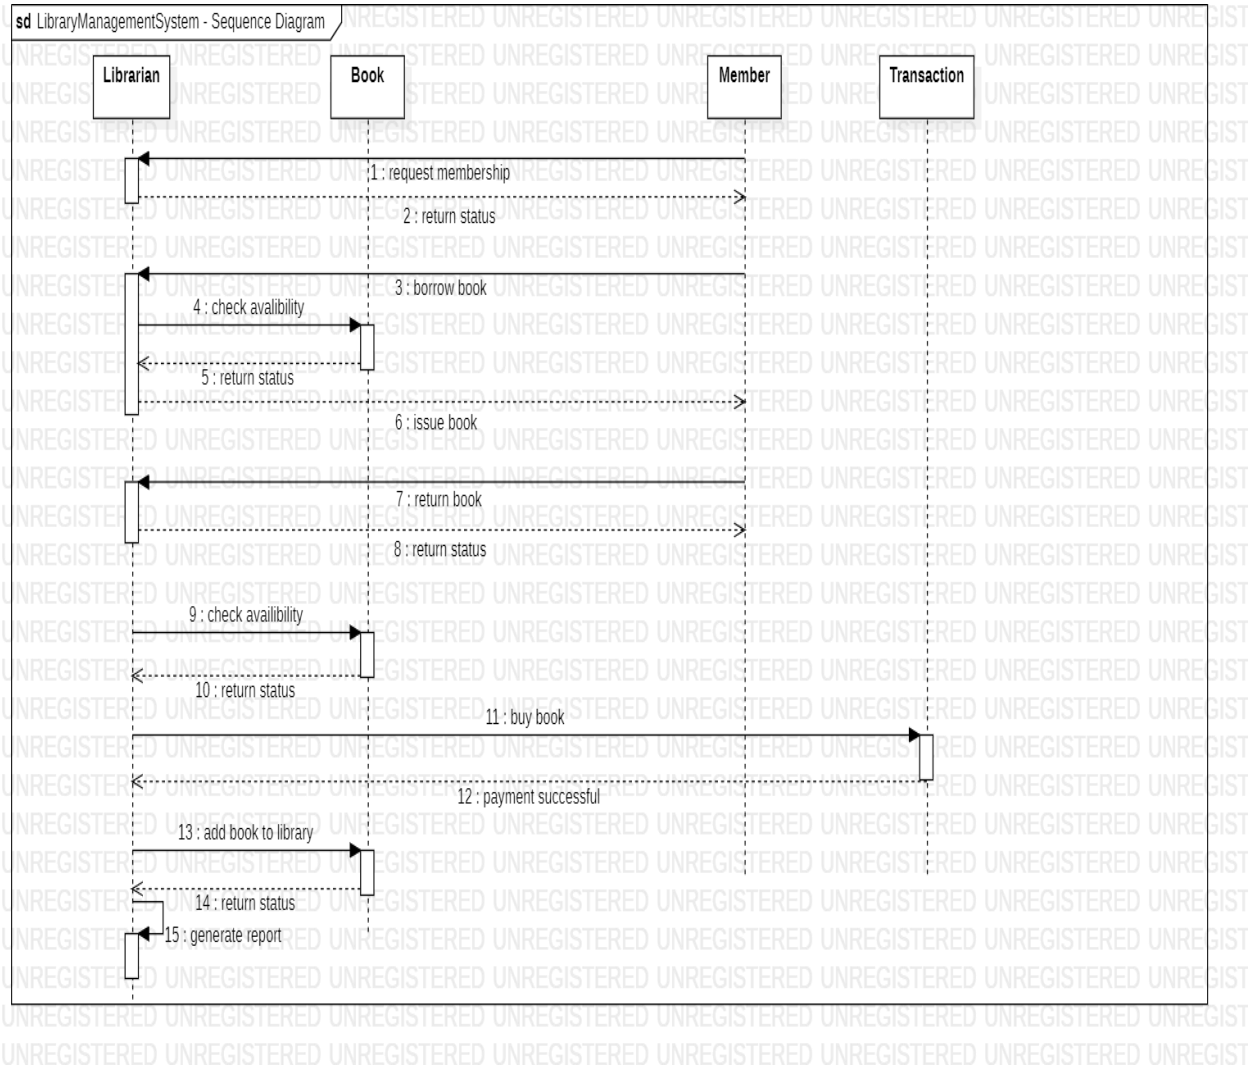 sd LibraryManagementSystem - Sequence Diagram
Librarian
Book
Member
Transaction
1 : request membership
2 : return status
3 : borrow book
4 : check avalibility
5 : return status
6 : issue book
7 : return book
8 : return status
9 : check availibility
10 : return status
11 : buy book
12 : payment successful
13 : add book to library
14 : return status
15 : generate report
UNREGISTERED